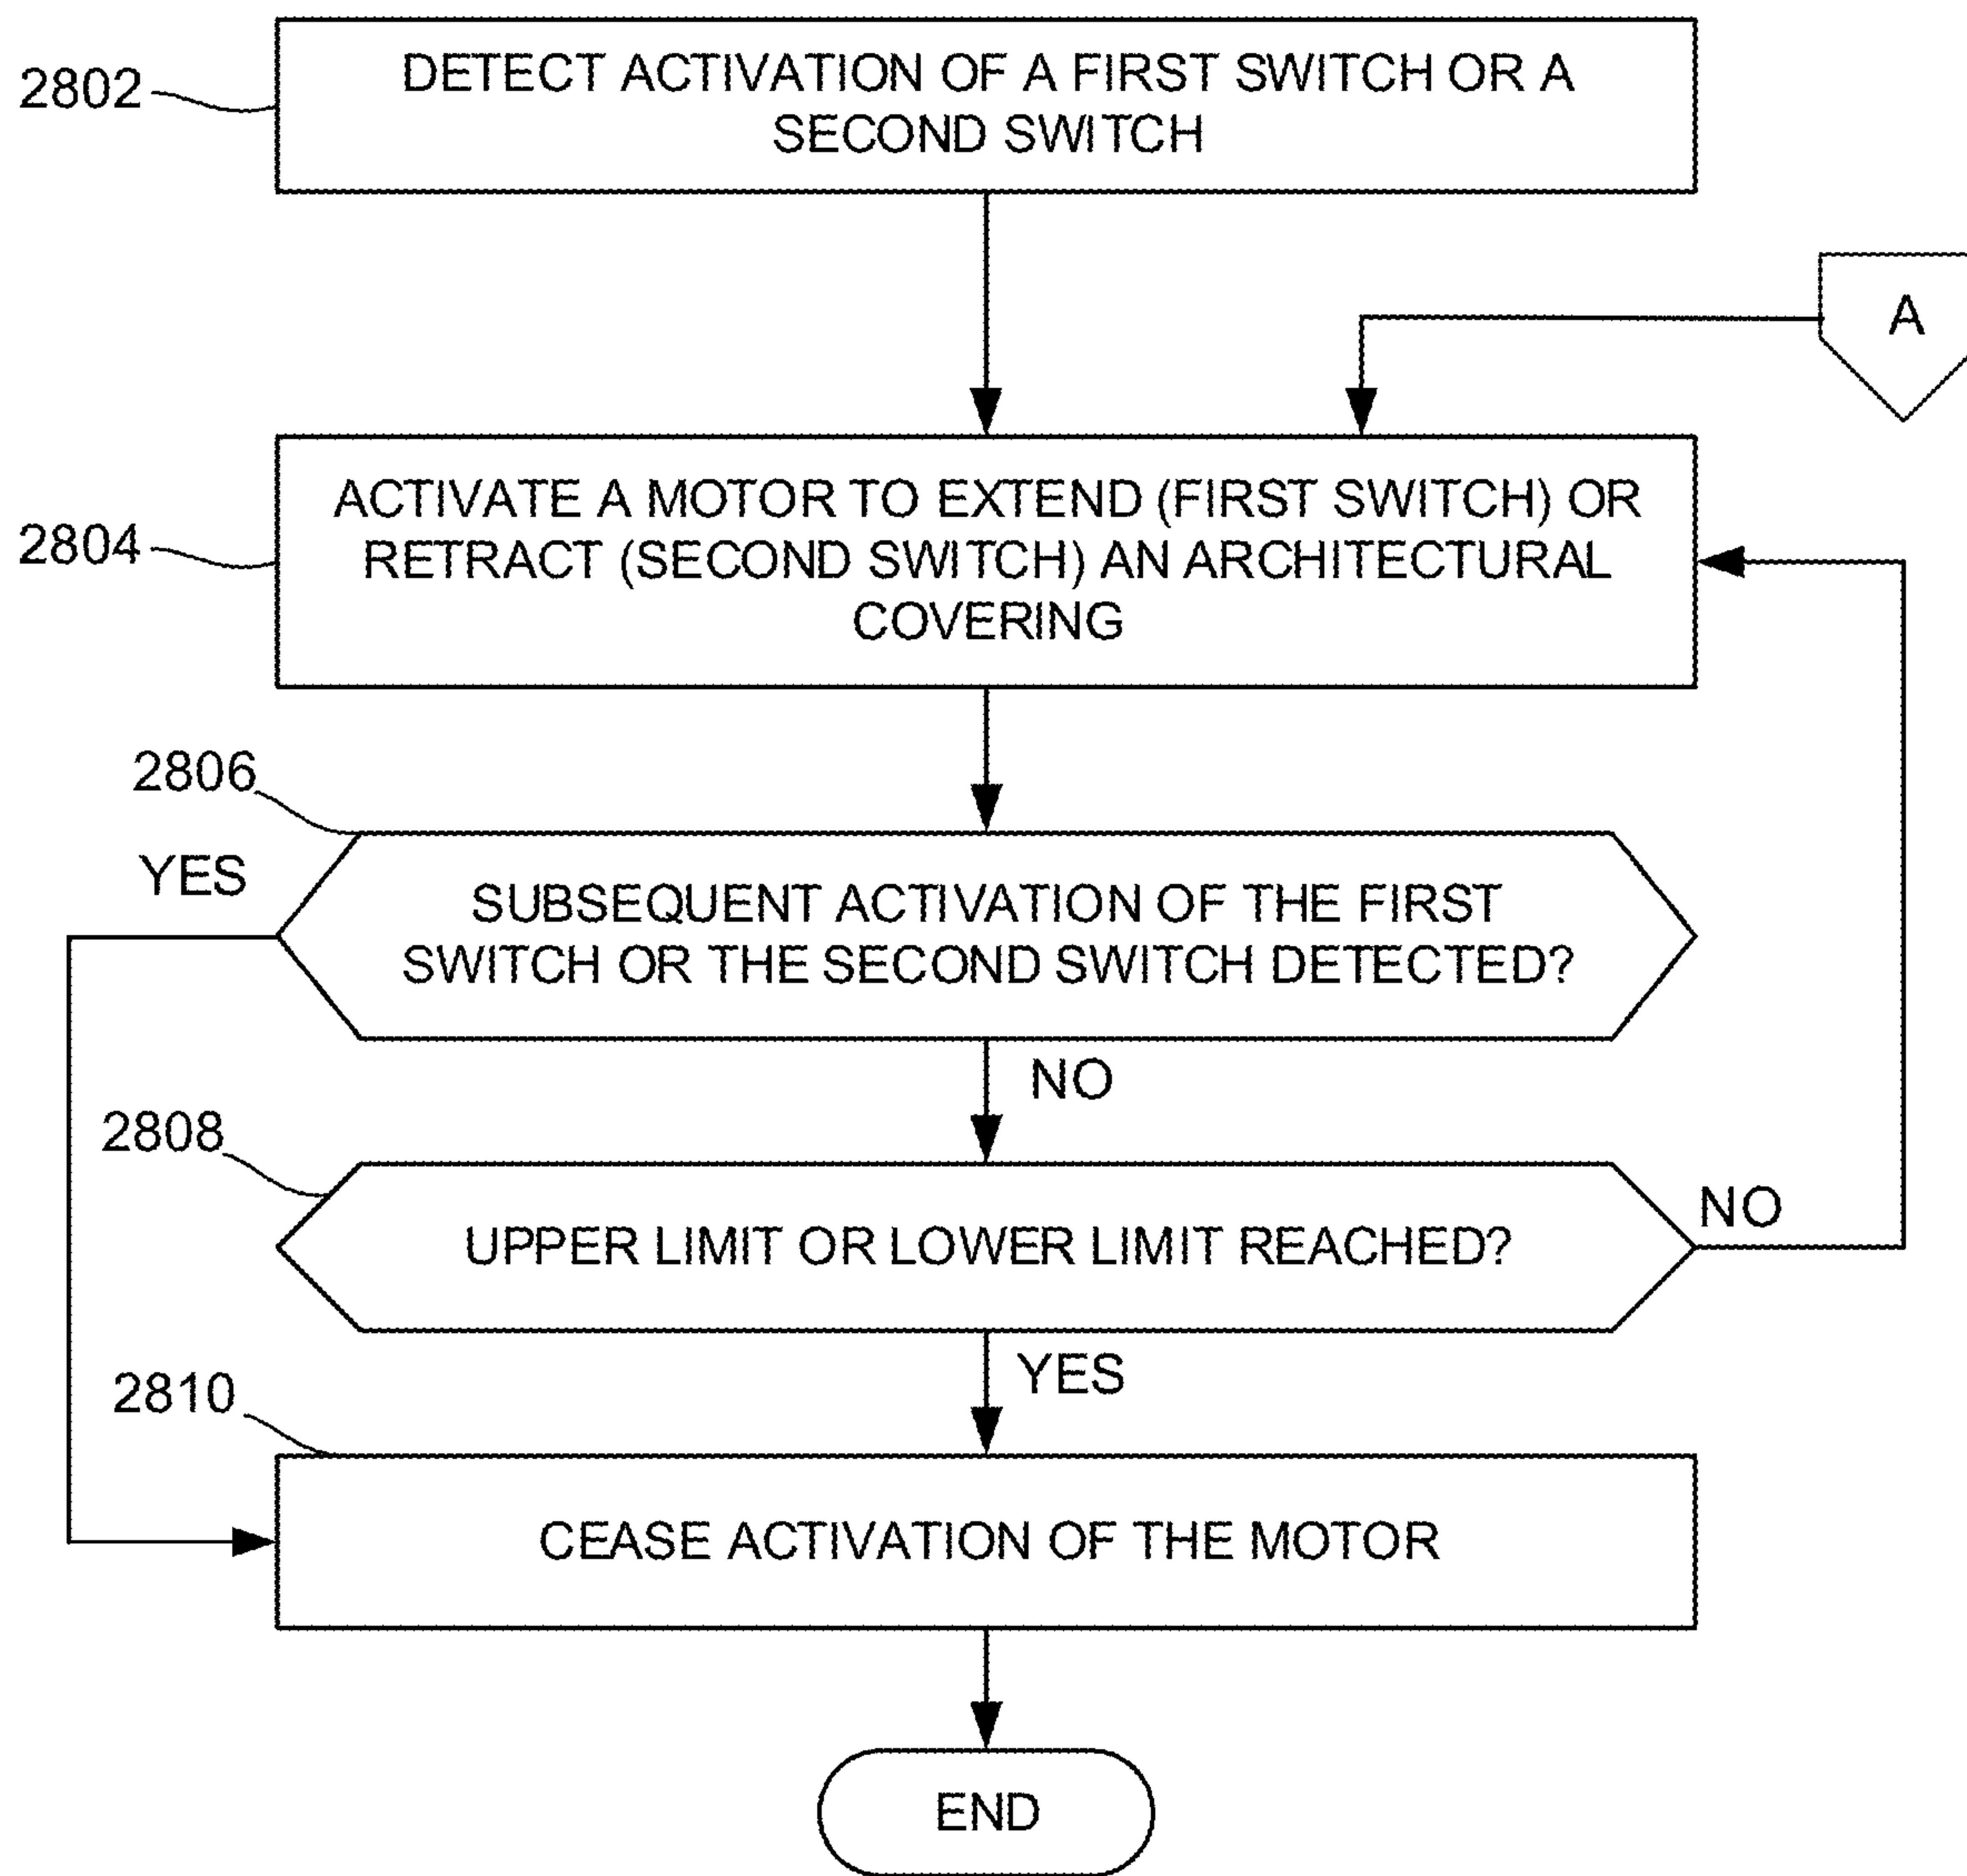 2802
DETECT ACTIVATION OF A FIRST SWITCH OR A
SECOND SWITCH
A
2804
ACTIVATE A MOTOR TO EXTEND (FIRST SWITCH) OR
RETRACT (SECOND SWITCH) AN ARCHITECTURAL
COVERING
2806
YES
SUBSEQUENT ACTIVATION OF THE FIRST
SWITCH OR THE SECOND SWITCH DETECTED?
NO
2808
NO
UPPER LIMIT OR LOWER LIMIT REACHED?
YES
2810
CEASE ACTIVATION OF THE MOTOR
END